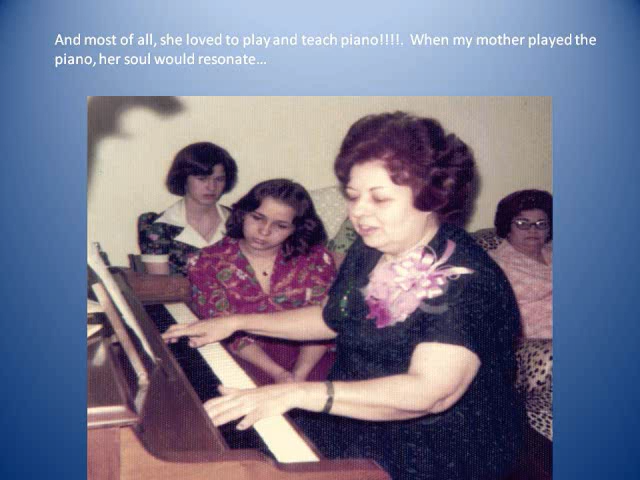 And most of all, she loved to play and teach piano!!!!.  When my mother played the
piano, her soul would resonate…